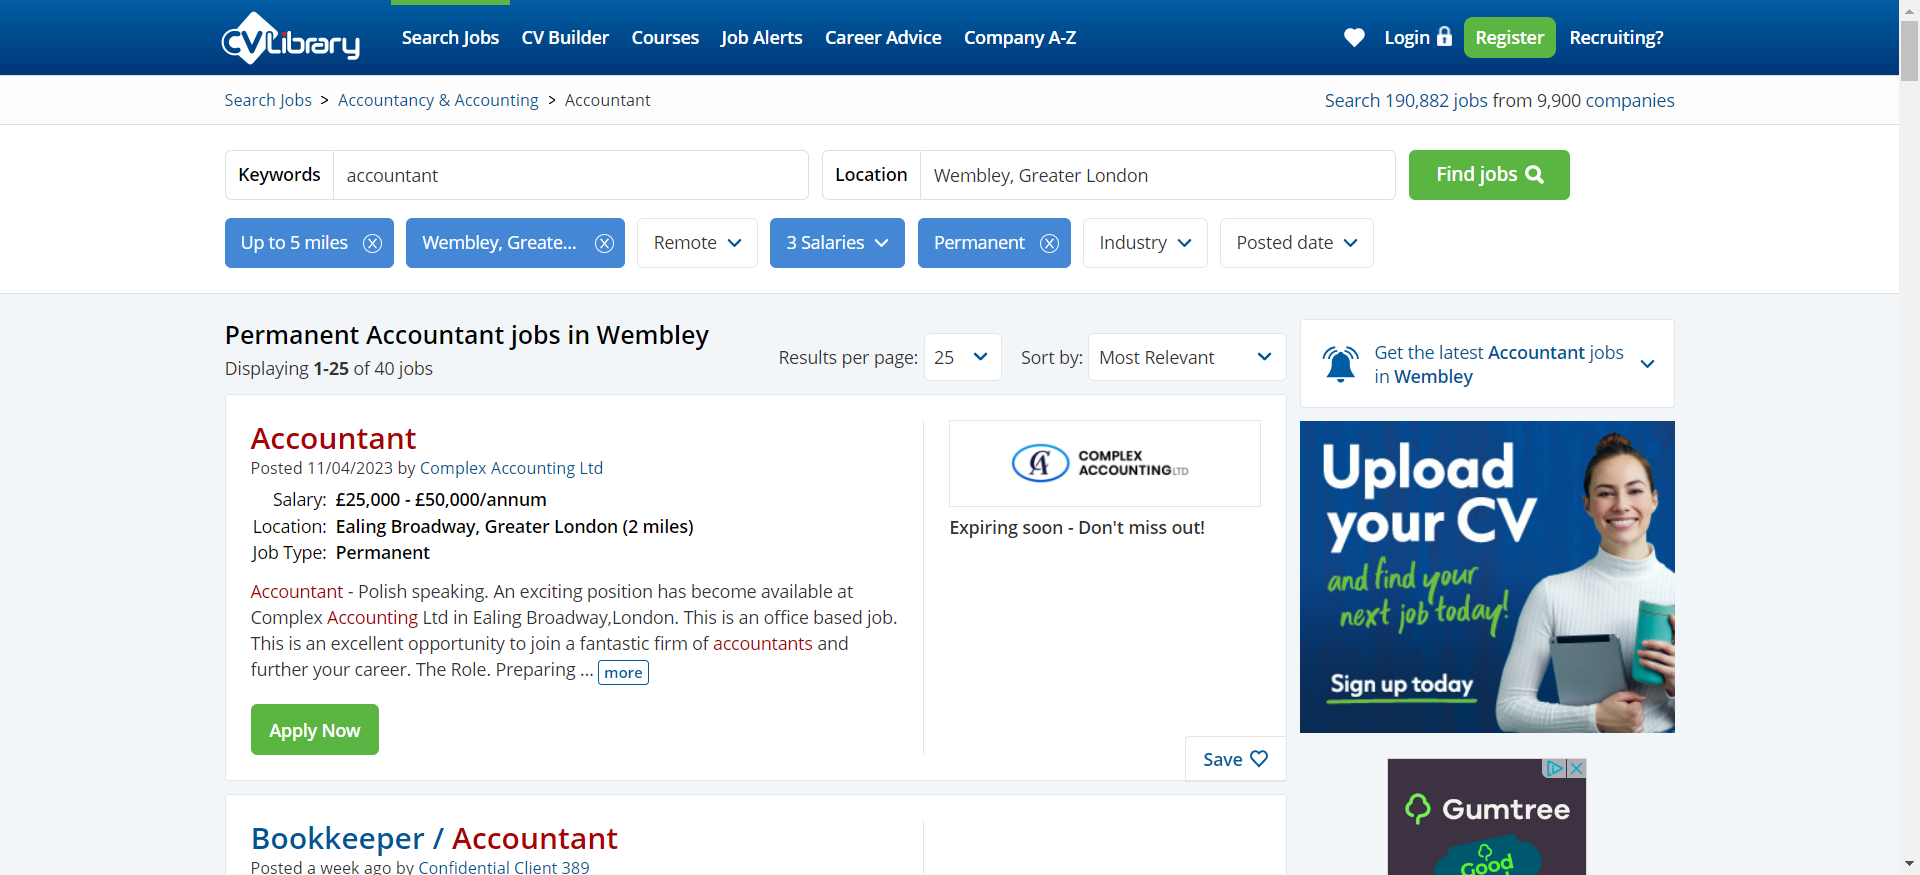 CVLibrary
Search Jobs CV Builder Courses Job Alerts Career Advice Company A-Z
Login Register Recruiting?
Search Jobs > Accountancy & Accounting > Accountant
Search 190,882 jobs from 9,900 companies
Keywords accountant
Location Wembley, Greater London
Find jobs
Up to 5 miles Wembley, Greate... Remote 3 Salaries Permanent Industry Posted date
Permanent Accountant jobs in Wembley
Displaying 1-25 of 40 jobs
Results per page: 25 Sort by: Most Relevant
Accountant
Posted 11/04/2023 by Complex Accounting Ltd
Salary: £25,000 - £50,000/annum
Location: Ealing Broadway, Greater London (2 miles)
Job Type: Permanent
Accountant - Polish speaking. An exciting position has become available at
Complex Accounting Ltd in Ealing Broadway,London. This is an office based job.
This is an excellent opportunity to join a fantastic firm of accountants and
further your career. The Role. Preparing ... more
Apply Now
CA COMPLEX
ACCOUNTING LTD
Expiring soon - Don't miss out!
Save
Bookkeeper / Accountant
Posted a week ago by Confidential Client 389
Get the latest Accountant jobs
in Wembley
Upload
your CV
and find your
next job today!
Sign up today
Gumtree
Good